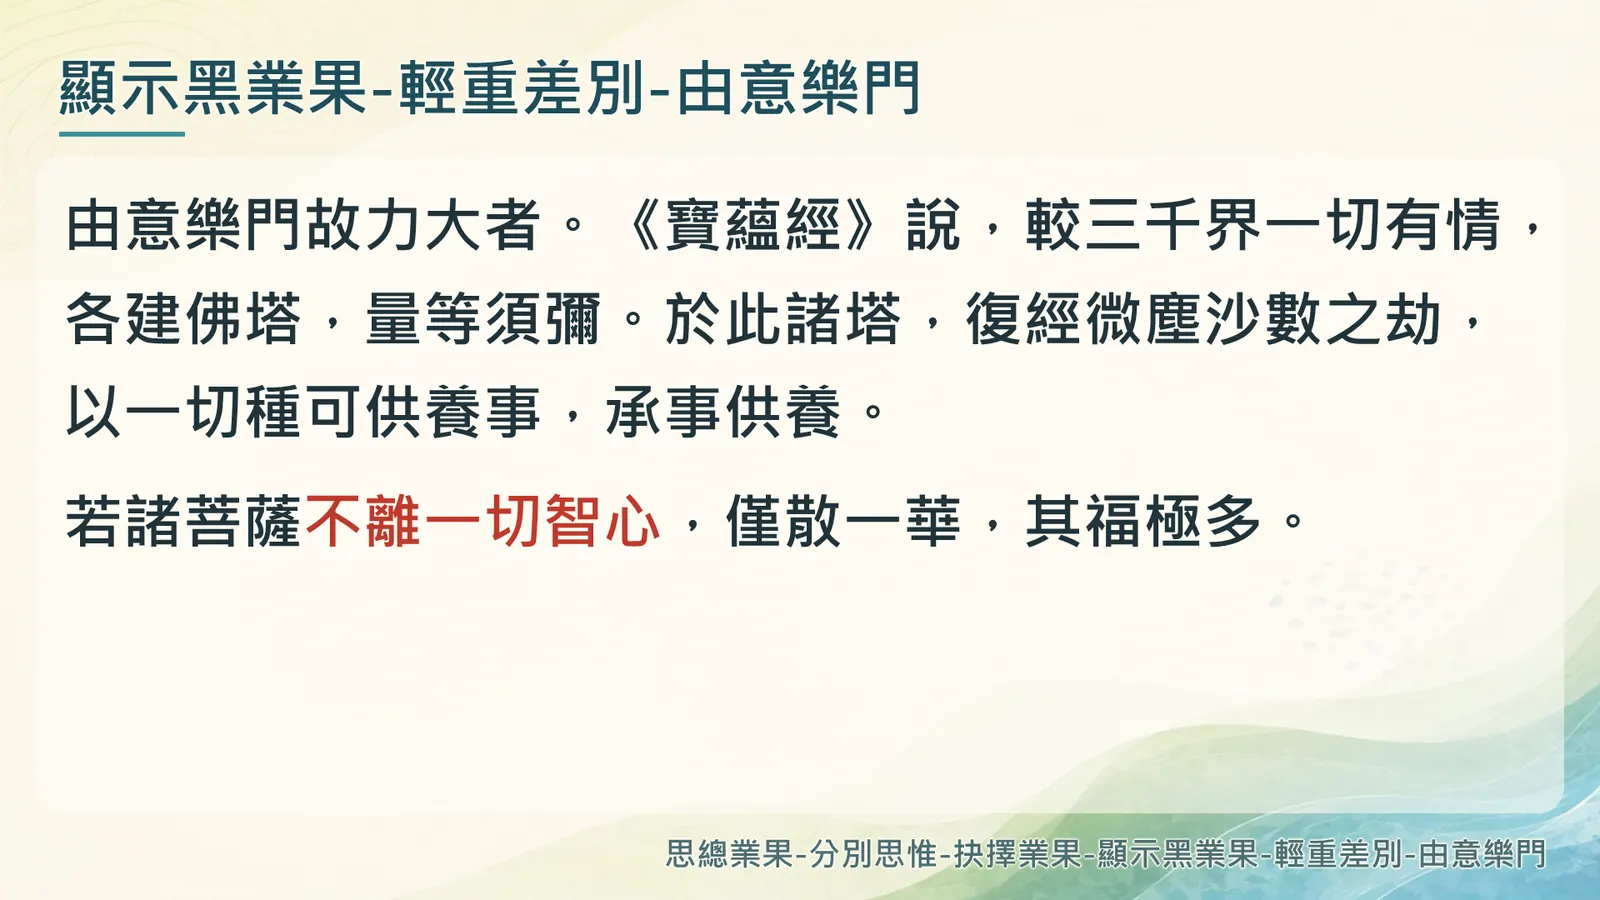 顯示黑業果-輕重差別-由意樂門
由意樂門故力大者。《寶蘊經》說，較三千界一切有情，
各建佛塔，量等須彌。於此諸塔，復經微塵沙數之劫，
以一切種可供養事，承事供養。
若諸菩薩不離一切智心，僅散一華，其福極多。
思總業果-分別思惟-抉擇業果-顯示黑業果-輕重差別-由意樂門